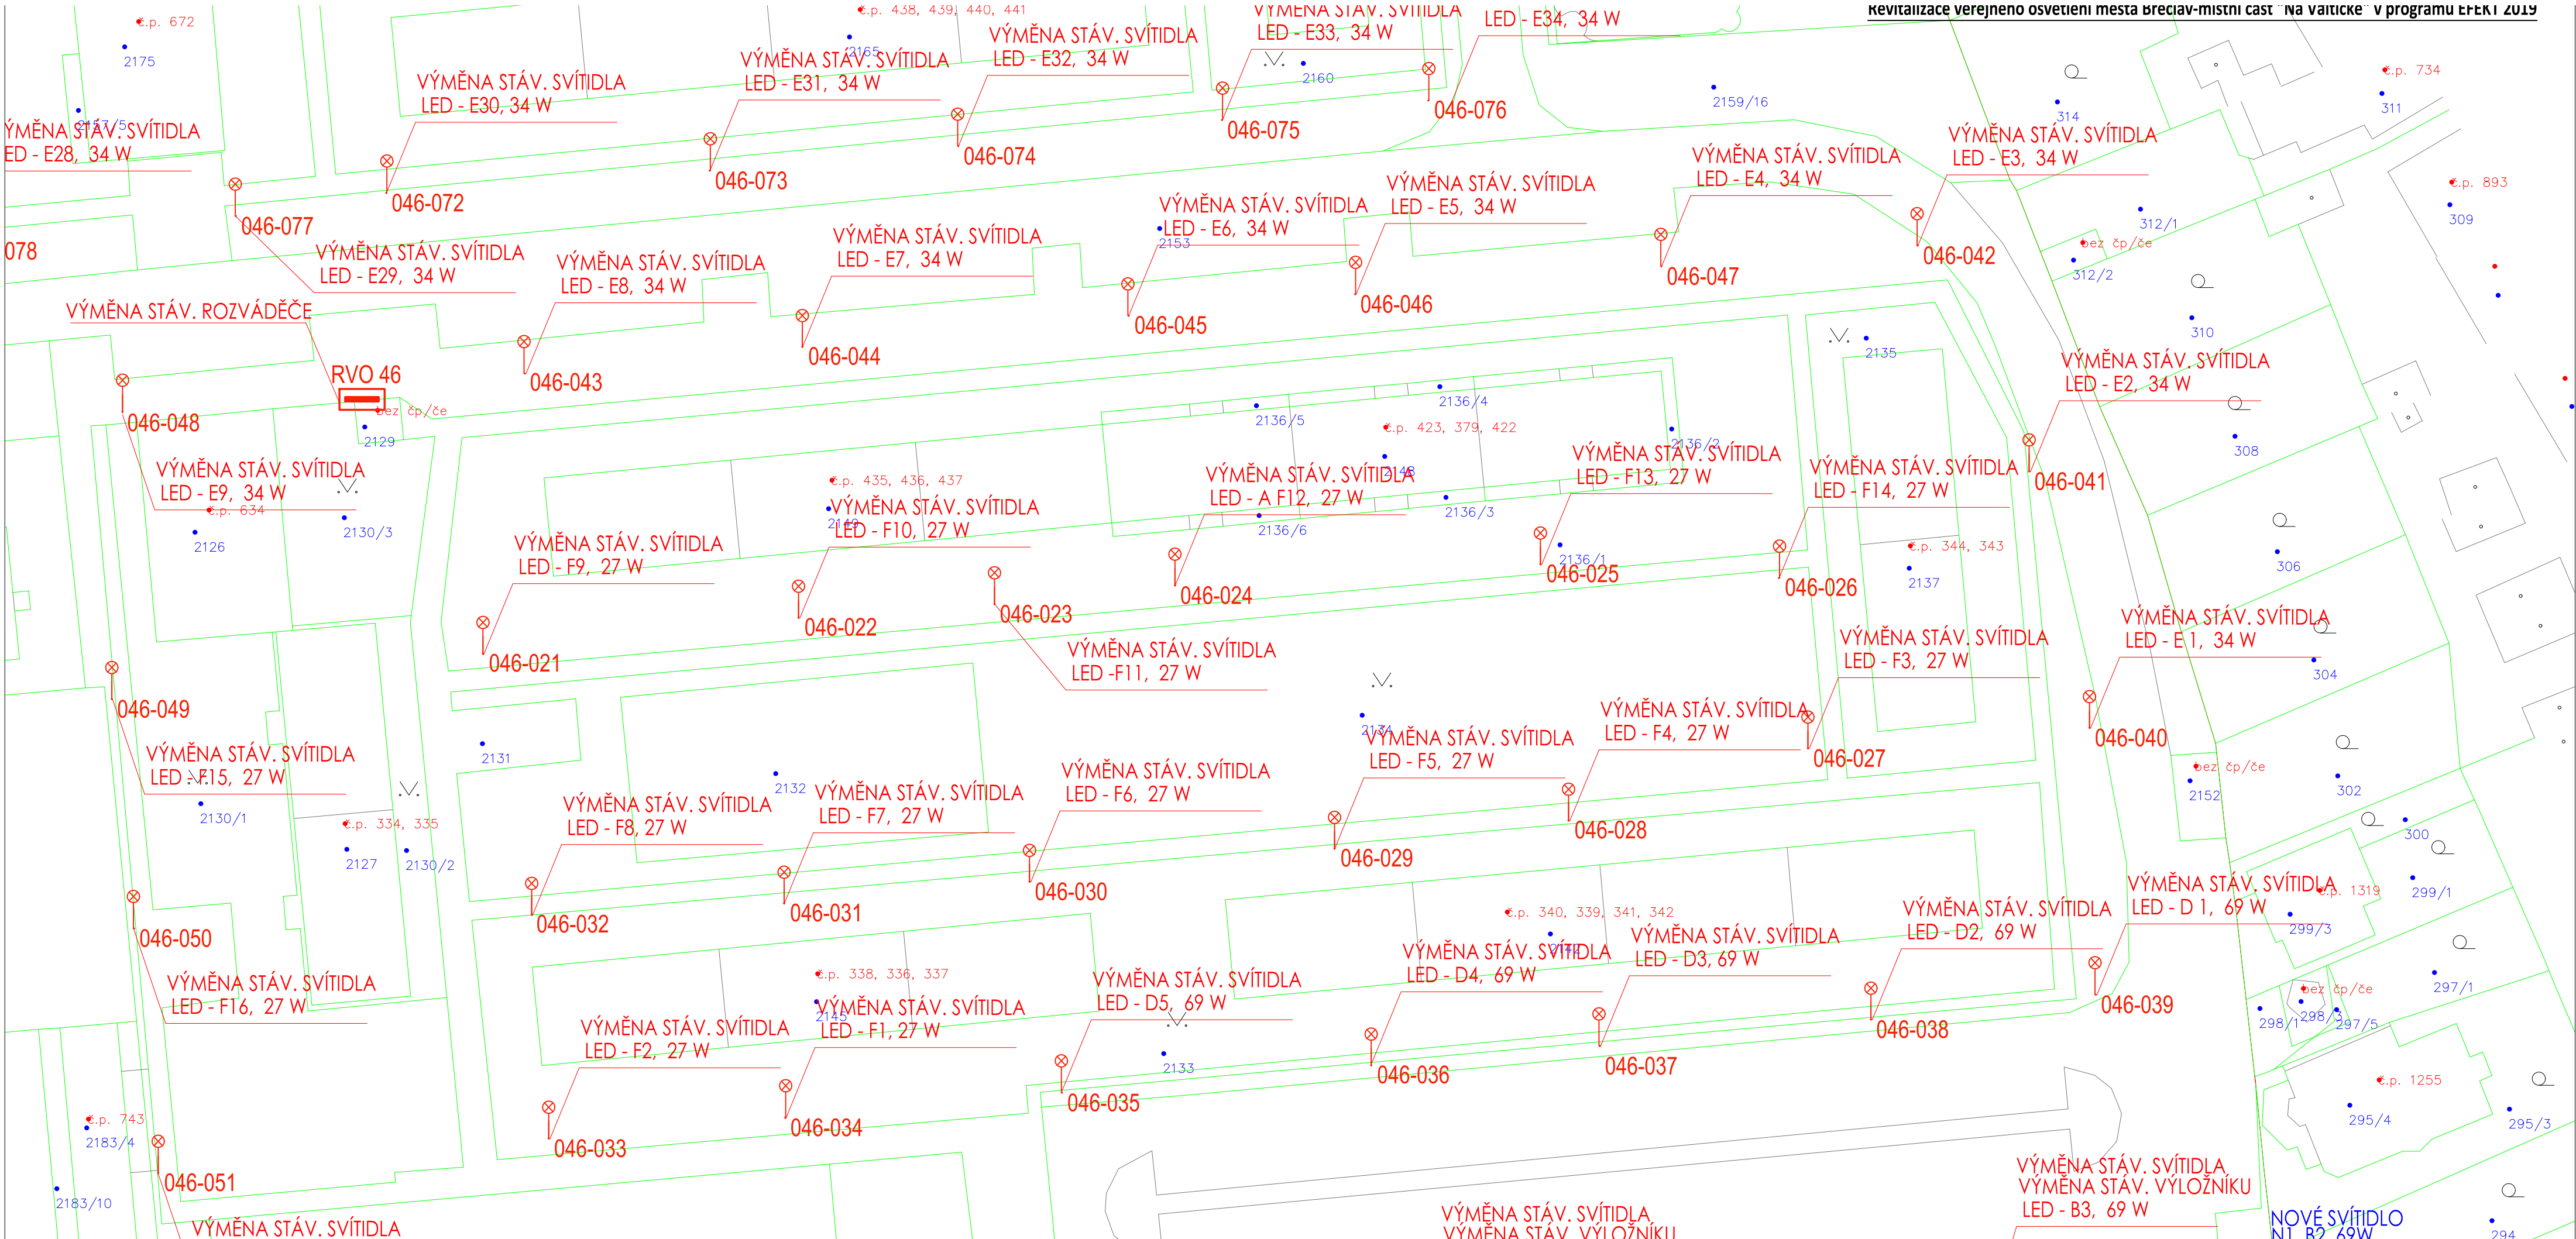 Revitalizace veřejného osvětlení města Břeclav-místní část "Na Valtické" v programu EFEKT 2019
č.p. 672
2175
2157/5
č.p. 438, 439, 440, 441
2165
VÝMĚNA STÁV. SVÍTIDLA
LED - E33, 34 W
LED - E34, 34 W
VÝMĚNA STÁV. SVÍTIDLA
LED - E32, 34 W
VÝMĚNA STÁV. SVÍTIDLA
LED - E31, 34 W
VÝMĚNA STÁV. SVÍTIDLA
LED - E30, 34 W
ÝMĚNA STÁV. SVÍTIDLA
ED - E28, 34 W
2160
2159/16
314
č.p. 734
311
046-076
046-075
046-074
046-073
046-072
046-077
078
VÝMĚNA STÁV. SVÍTIDLA
LED - E3, 34 W
VÝMĚNA STÁV. SVÍTIDLA
LED - E4, 34 W
VÝMĚNA STÁV. SVÍTIDLA
LED - E5, 34 W
VÝMĚNA STÁV. SVÍTIDLA
LED - E6, 34 W
2153
VÝMĚNA STÁV. SVÍTIDLA
LED - E7, 34 W
VÝMĚNA STÁV. SVÍTIDLA
LED - E29, 34 W
VÝMĚNA STÁV. SVÍTIDLA
LED - E8, 34 W
č.p. 893
309
312/1
bez čp/če
312/2
310
046-042
046-047
046-046
046-045
046-044
046-043
VÝMĚNA STÁV. ROZVÁDĚČE
RVO 46
bez čp/če
2129
046-048
2135
VÝMĚNA STÁV. SVÍTIDLA
LED - E2, 34 W
308
046-041
2136/5
2136/4
č.p. 423, 379, 422
2148
2136/2
2136/3
2136/6
2136/1
VÝMĚNA STÁV. SVÍTIDLA
LED - E9, 34 W
č.p. 634
2126
2130/3
č.p. 435, 436, 437
2149
VÝMĚNA STÁV. SVÍTIDLA
LED - F10, 27 W
VÝMĚNA STÁV. SVÍTIDLA
LED - A F12, 27 W
VÝMĚNA STÁV. SVÍTIDLA
LED - F13, 27 W
VÝMĚNA STÁV. SVÍTIDLA
LED - F14, 27 W
VÝMĚNA STÁV. SVÍTIDLA
LED - F9, 27 W
č.p. 344, 343
2137
306
046-021
046-022
046-023
046-024
046-025
046-026
VÝMĚNA STÁV. SVÍTIDLA
LED -F11, 27 W
VÝMĚNA STÁV. SVÍTIDLA
LED - F3, 27 W
VÝMĚNA STÁV. SVÍTIDLA
LED - E 1, 34 W
304
046-049
2131
2132
2134
VÝMĚNA STÁV. SVÍTIDLA
LED - F4, 27 W
VÝMĚNA STÁV. SVÍTIDLA
LED - F5, 27 W
046-027
046-040
bez čp/če
2152
302
VÝMĚNA STÁV. SVÍTIDLA
LED - F15, 27 W
2130/1
č.p. 334, 335
2127
2130/2
VÝMĚNA STÁV. SVÍTIDLA
LED - F8, 27 W
VÝMĚNA STÁV. SVÍTIDLA
LED - F7, 27 W
VÝMĚNA STÁV. SVÍTIDLA
LED - F6, 27 W
046-028
046-029
046-030
046-031
046-032
300
č.p. 1319
299/1
299/3
VÝMĚNA STÁV. SVÍTIDLA
LED - D 1, 69 W
č.p. 340, 339, 341, 342
2142
VÝMĚNA STÁV. SVÍTIDLA
LED - D2, 69 W
VÝMĚNA STÁV. SVÍTIDLA
LED - D3, 69 W
VÝMĚNA STÁV. SVÍTIDLA
LED - D4, 69 W
VÝMĚNA STÁV. SVÍTIDLA
LED - D5, 69 W
046-050
VÝMĚNA STÁV. SVÍTIDLA
LED - F16, 27 W
č.p. 338, 336, 337
2145
VÝMĚNA STÁV. SVÍTIDLA
LED - F1, 27 W
VÝMĚNA STÁV. SVÍTIDLA
LED - F2, 27 W
2133
046-039
046-038
046-037
046-036
046-035
046-034
046-033
bez čp/če
298/1
298/3
297/5
297/1
č.p. 1255
295/4
295/3
č.p. 743
2183/4
046-051
2183/10
VÝMĚNA STÁV. SVÍTIDLA
VÝMĚNA STÁV. SVÍTIDLA
VÝMĚNA STÁV. VÝLOŽNÍKU
VÝMĚNA STÁV. SVÍTIDLA
VÝMĚNA STÁV. VÝLOŽNÍKU
LED - B3, 69 W
NOVÉ SVÍTIDLO
N1, B2, 69W
294